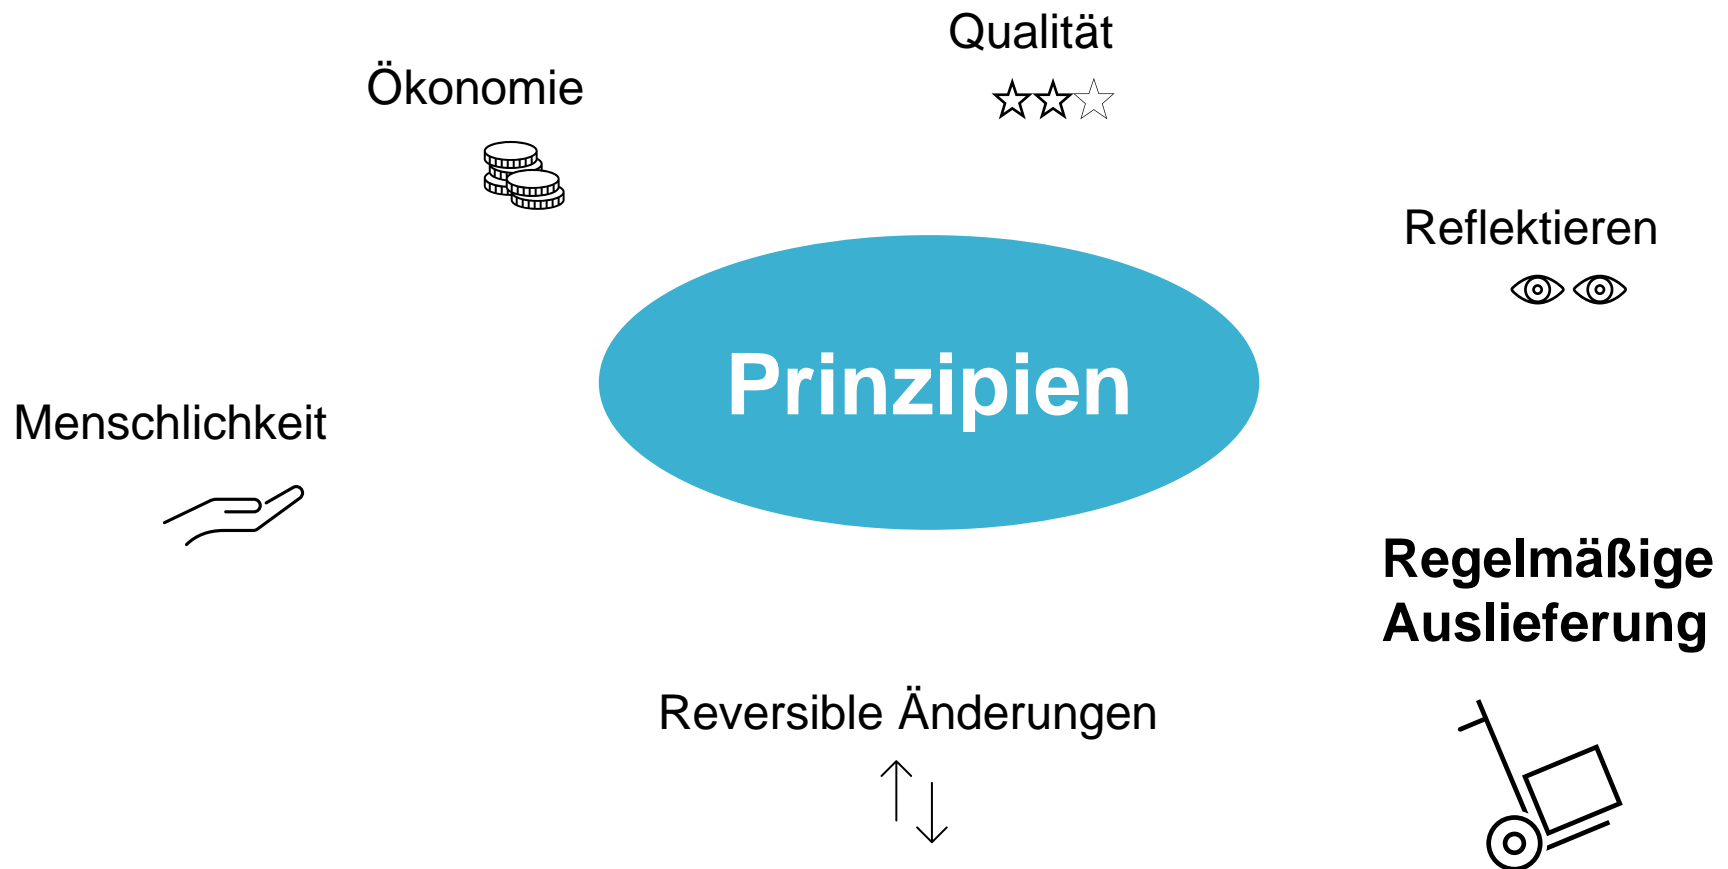 Qualität
Ökonomie
Reflektieren
Prinzipien
Menschlichkeit
Regelmäßige
Auslieferung
Reversible Änderungen